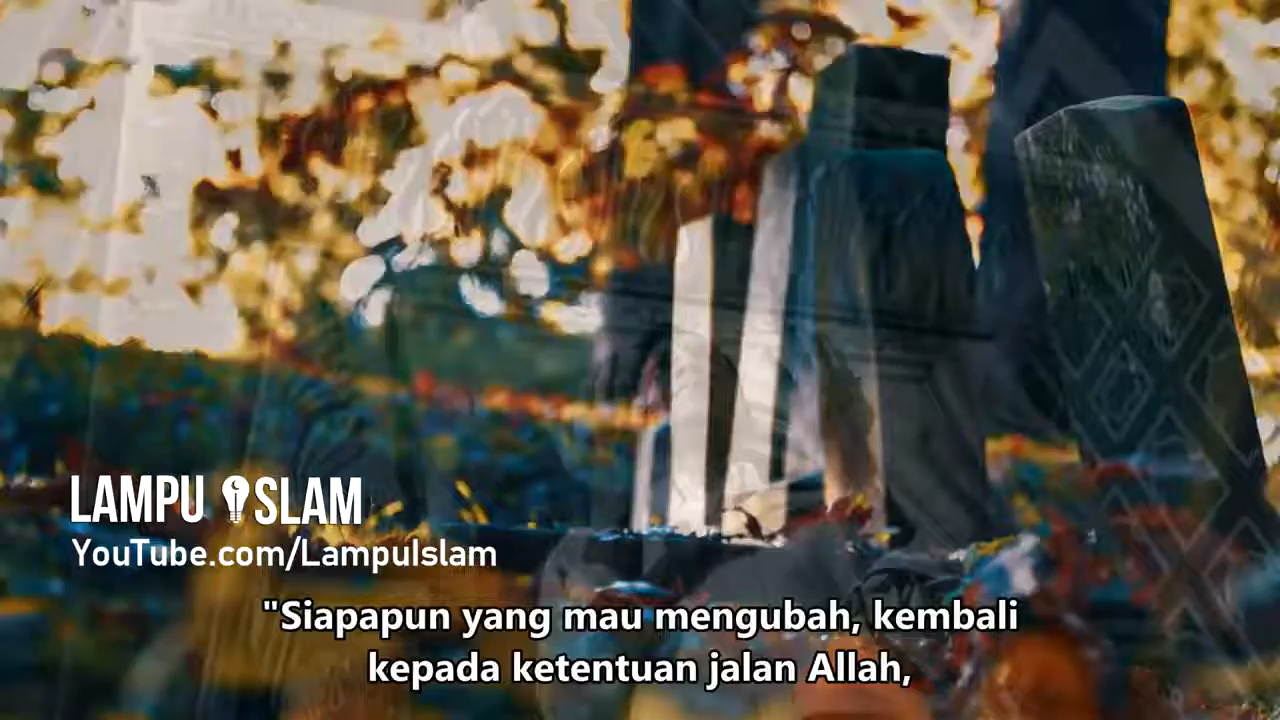 LAMPU ISLAM
YouTube.com/LampuIslam
"Siapapun yang mau mengubah, kembali
kepada ketentuan jalan Allah,